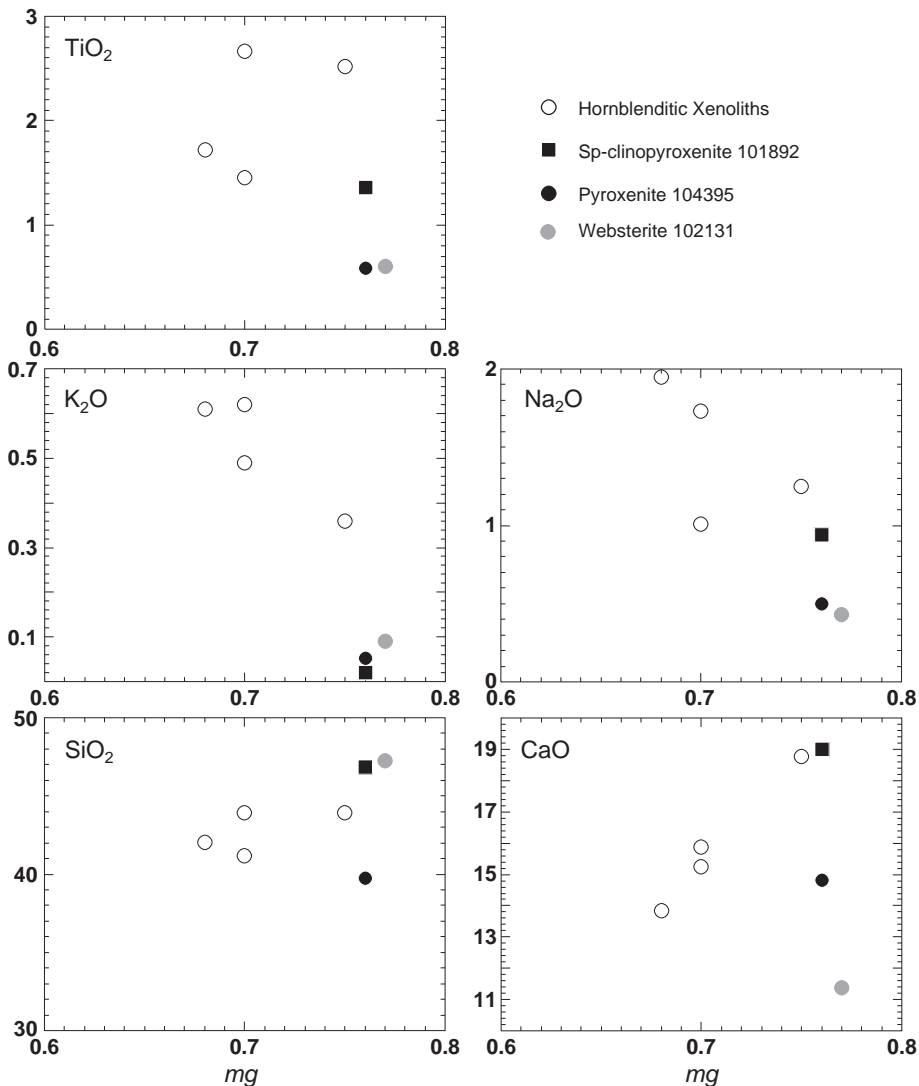 3
TiO2
2
1
0
0.6 0.7 0.8
Hornblenditic Xenoliths
Sp-clinopyroxenite 101892
Pyroxenite 104395
Websterite 102131
0.7
K2O
0.5
0.3
0.1
0.6 0.7 0.8
2
Na2O
1
0
0.6 0.7 0.8
50
SiO2
40
30
0.6 0.7 0.8
mg
19
CaO
17
15
13
11
0.6 0.7 0.8
mg